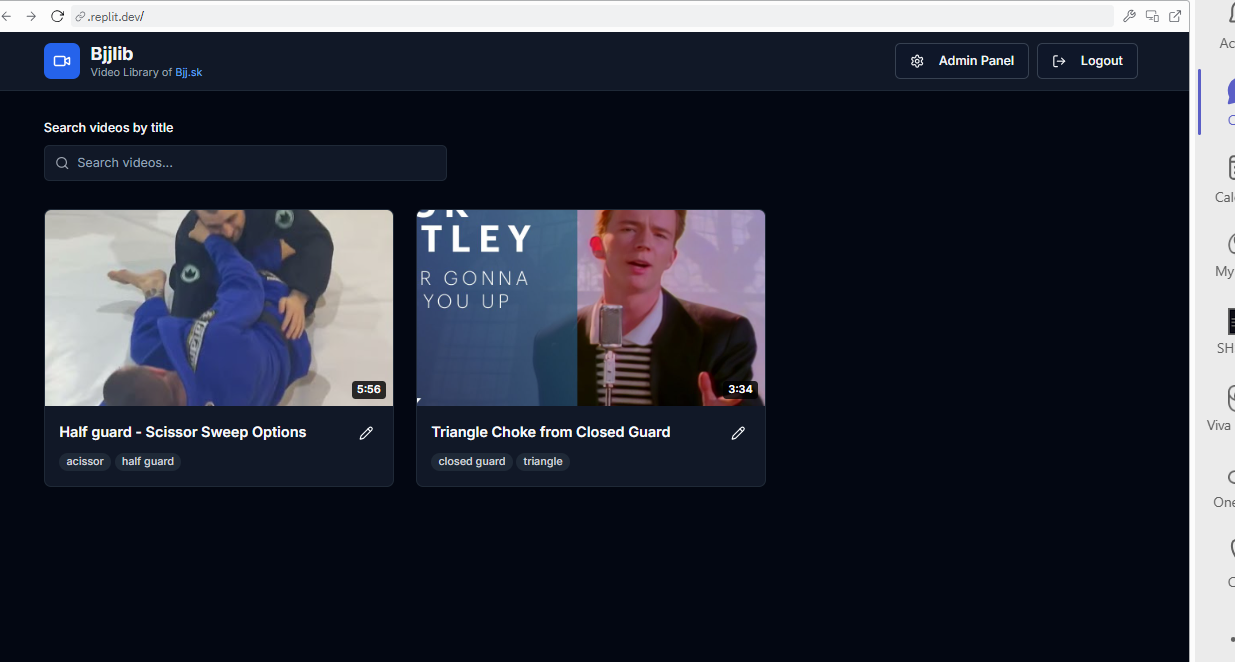 .replit.dev/
Bjjlib
Video Library of Bjj.sk
Admin Panel
Logout
Search videos by title
Search videos...
5:56
TLEY
R GONNA
YOU UP
3:34
Half guard - Scissor Sweep Options
acissor
half guard
Triangle Choke from Closed Guard
closed guard
triangle
Ac
C
Cal
My
SH
Viva
One
C